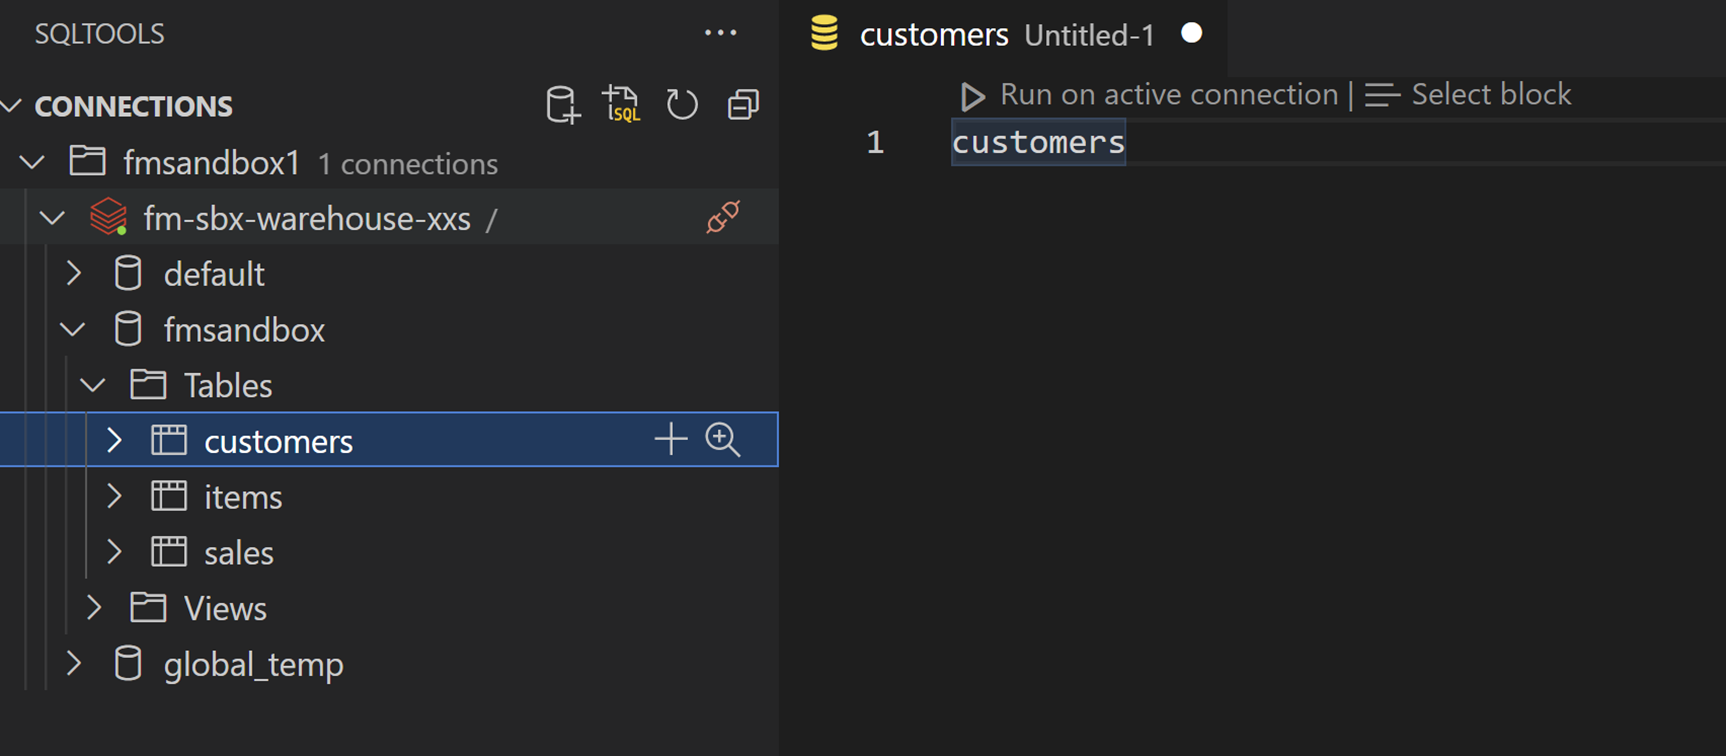 SQLTOOLS
CONNECTIONS
SQL
fmsandbox1 1 connections
fm-sbx-warehouse-xxs /
default
fmsandbox
Tables
customers
items
sales
Views
global_temp
customers Untitled-1
Run on active connection | Select block
1 customers